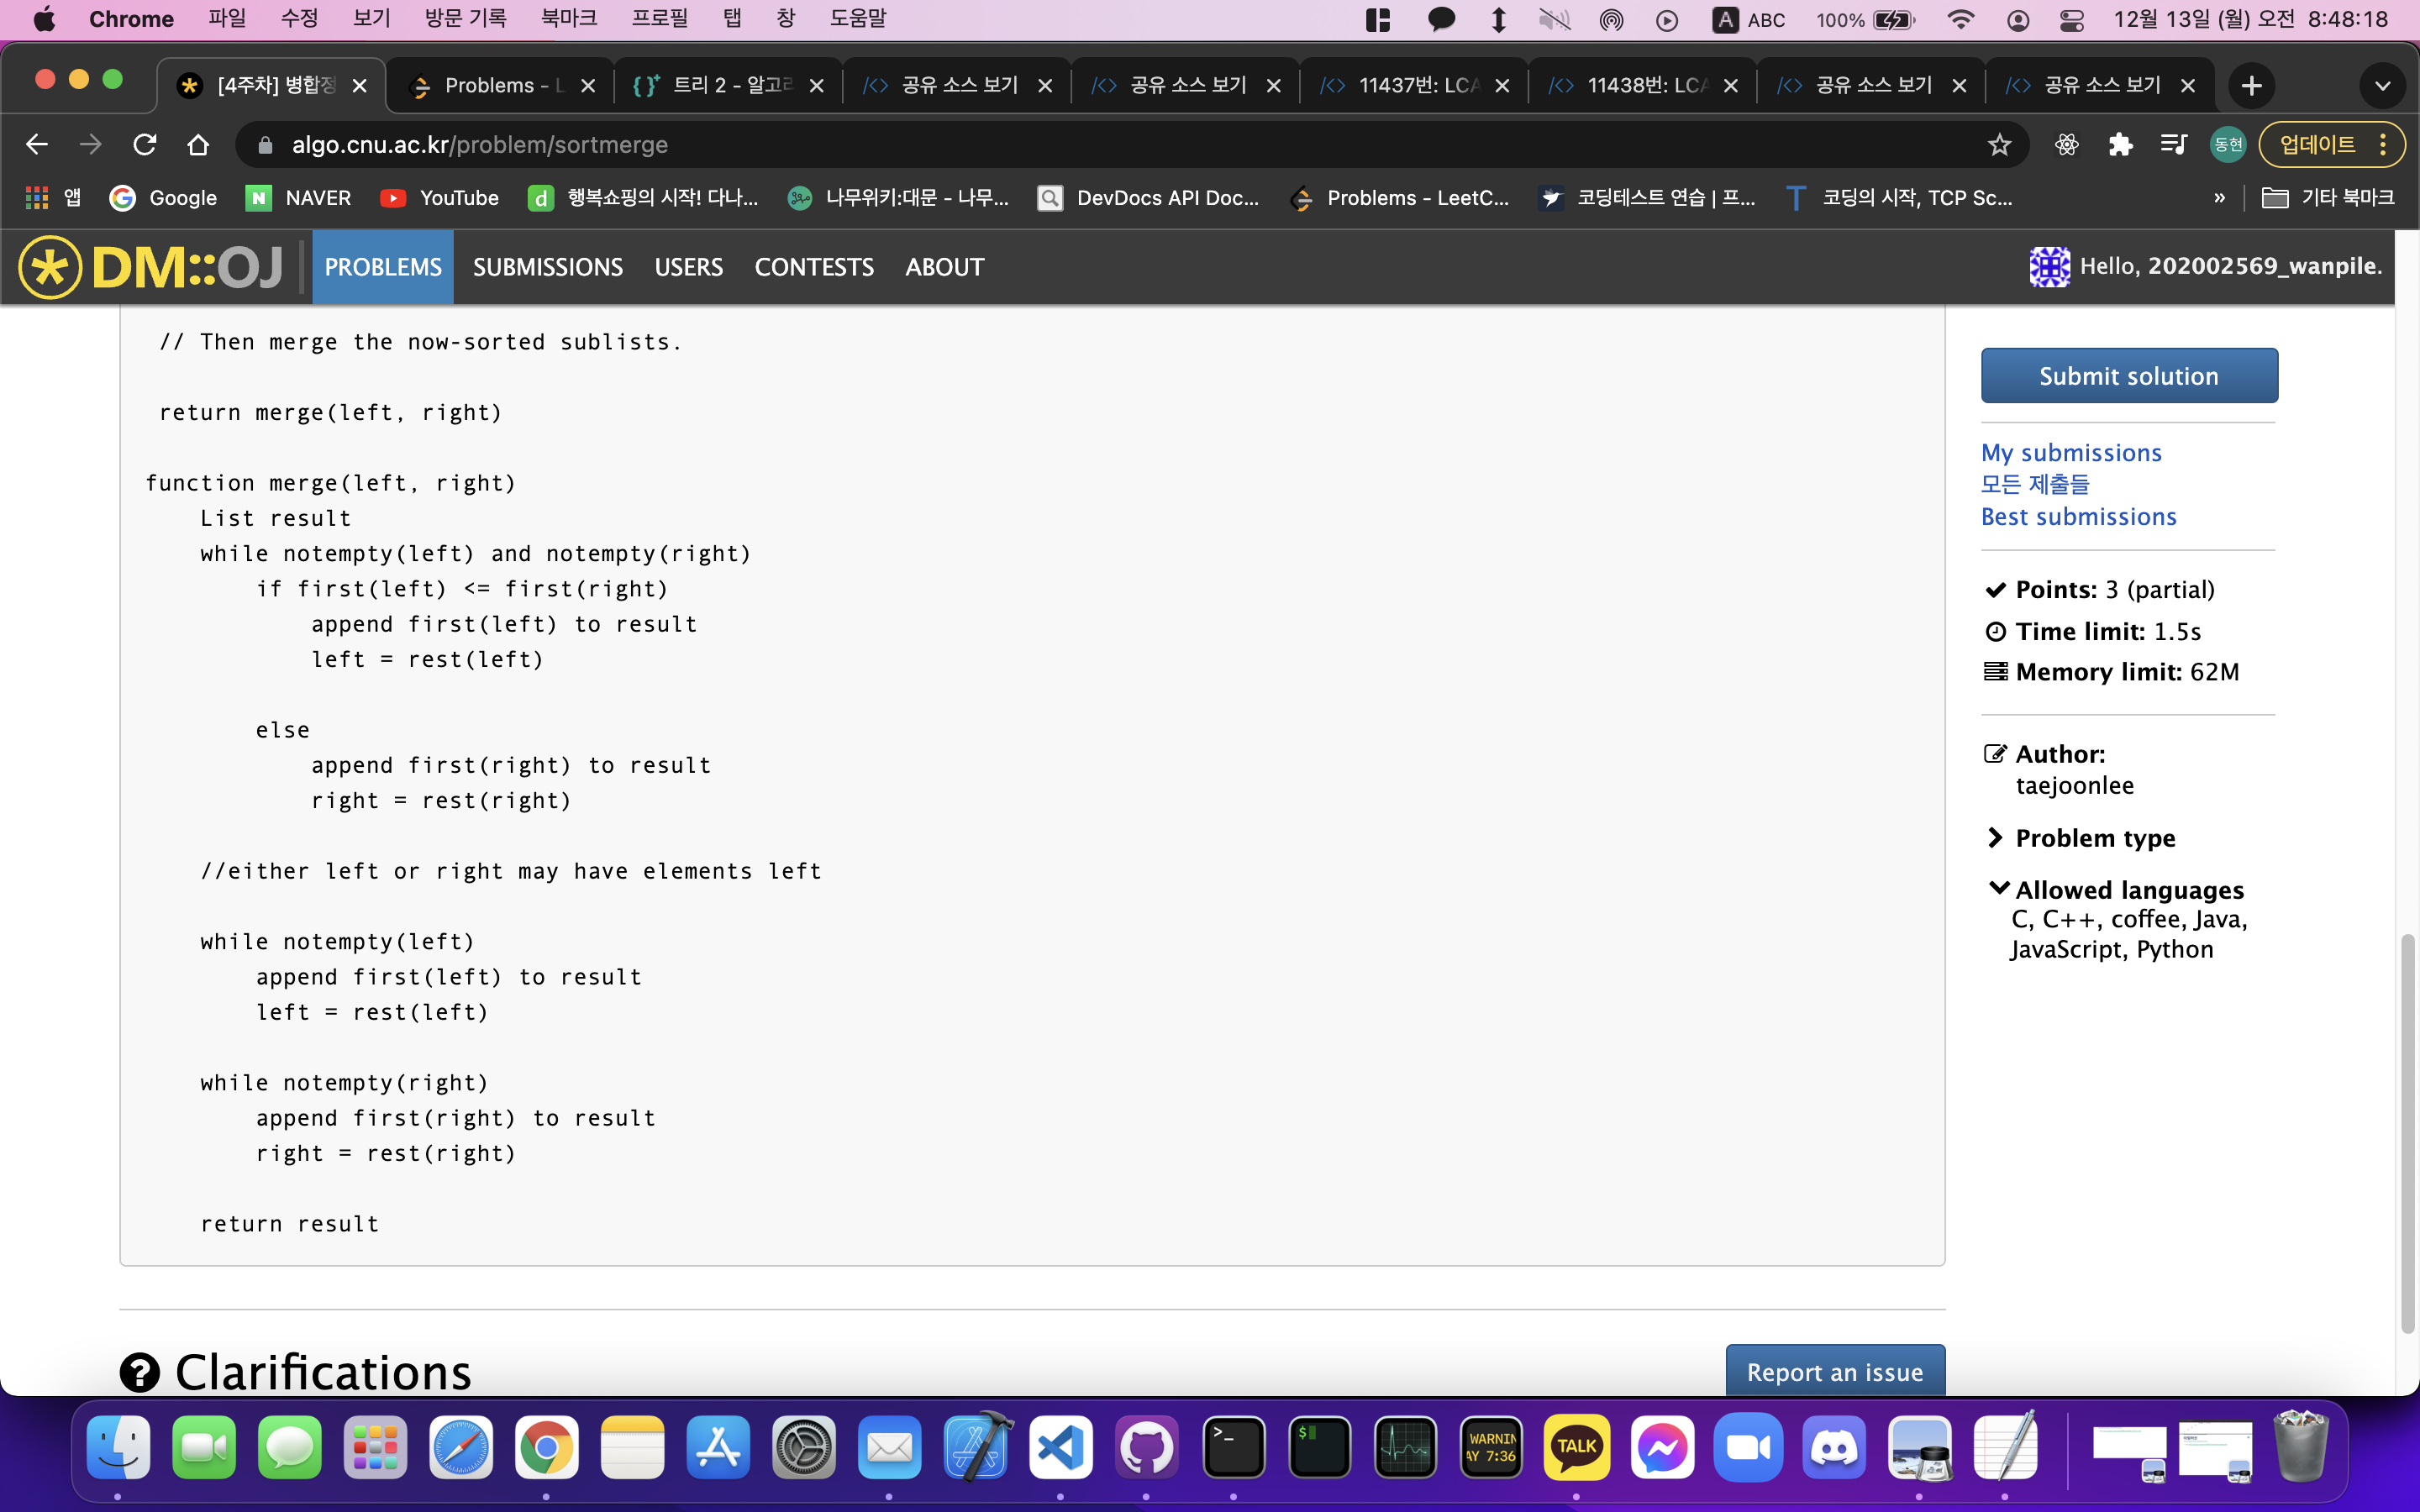 Chrome 파일 수정 보기 방문 기록 북마크 프로필 탭 창 도움말 A ABC 100% 12월 13일 (월) 오전 8:48:18
[4주차] 병합정 Problems - L 트리 2 - 알고리 공유 소스 보기 공유 소스 보기 11437번: LCA 11438번: LCA 공유 소스 보기 공유 소스 보기
algo.cnu.ac.kr/problem/sortmerge 동현 업데이트
앱 Google NAVER YouTube 행복쇼핑의 시작! 다나... 나무위키:대문 - 나무... DevDocs API Doc... Problems - LeetC... 코딩테스트 연습 | 프... 코딩의 시작, TCP Sc... » 기타 북마크
DM::OJ PROBLEMS SUBMISSIONS USERS CONTESTS ABOUT Hello, 202002569_wanpile.
// Then merge the now-sorted sublists.
return merge(left, right)
function merge(left, right)
List result
while notempty(left) and notempty(right)
if first(left) <= first(right)
append first(left) to result
left = rest(left)
else
append first(right) to result
right = rest(right)
//either left or right may have elements left
while notempty(left)
append first(left) to result
left = rest(left)
while notempty(right)
append first(right) to result
right = rest(right)
return result
Clarifications
Report an issue
Submit solution
My submissions
모든 제출들
Best submissions
Points: 3 (partial)
Time limit: 1.5s
Memory limit: 62M
Author:
taejoonlee
Problem type
Allowed languages
C, C++, coffee, Java,
JavaScript, Python
WARNIN
AY 7:36
TALK